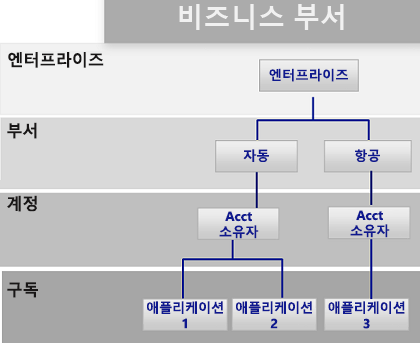 비즈니스 부서
엔터프라이즈
엔터프라이즈
부서
자동
항공
계정
Acct
소유자
Acct
소유자
구독
애플리케이션
1
애플리케이션
2
애플리케이션
3